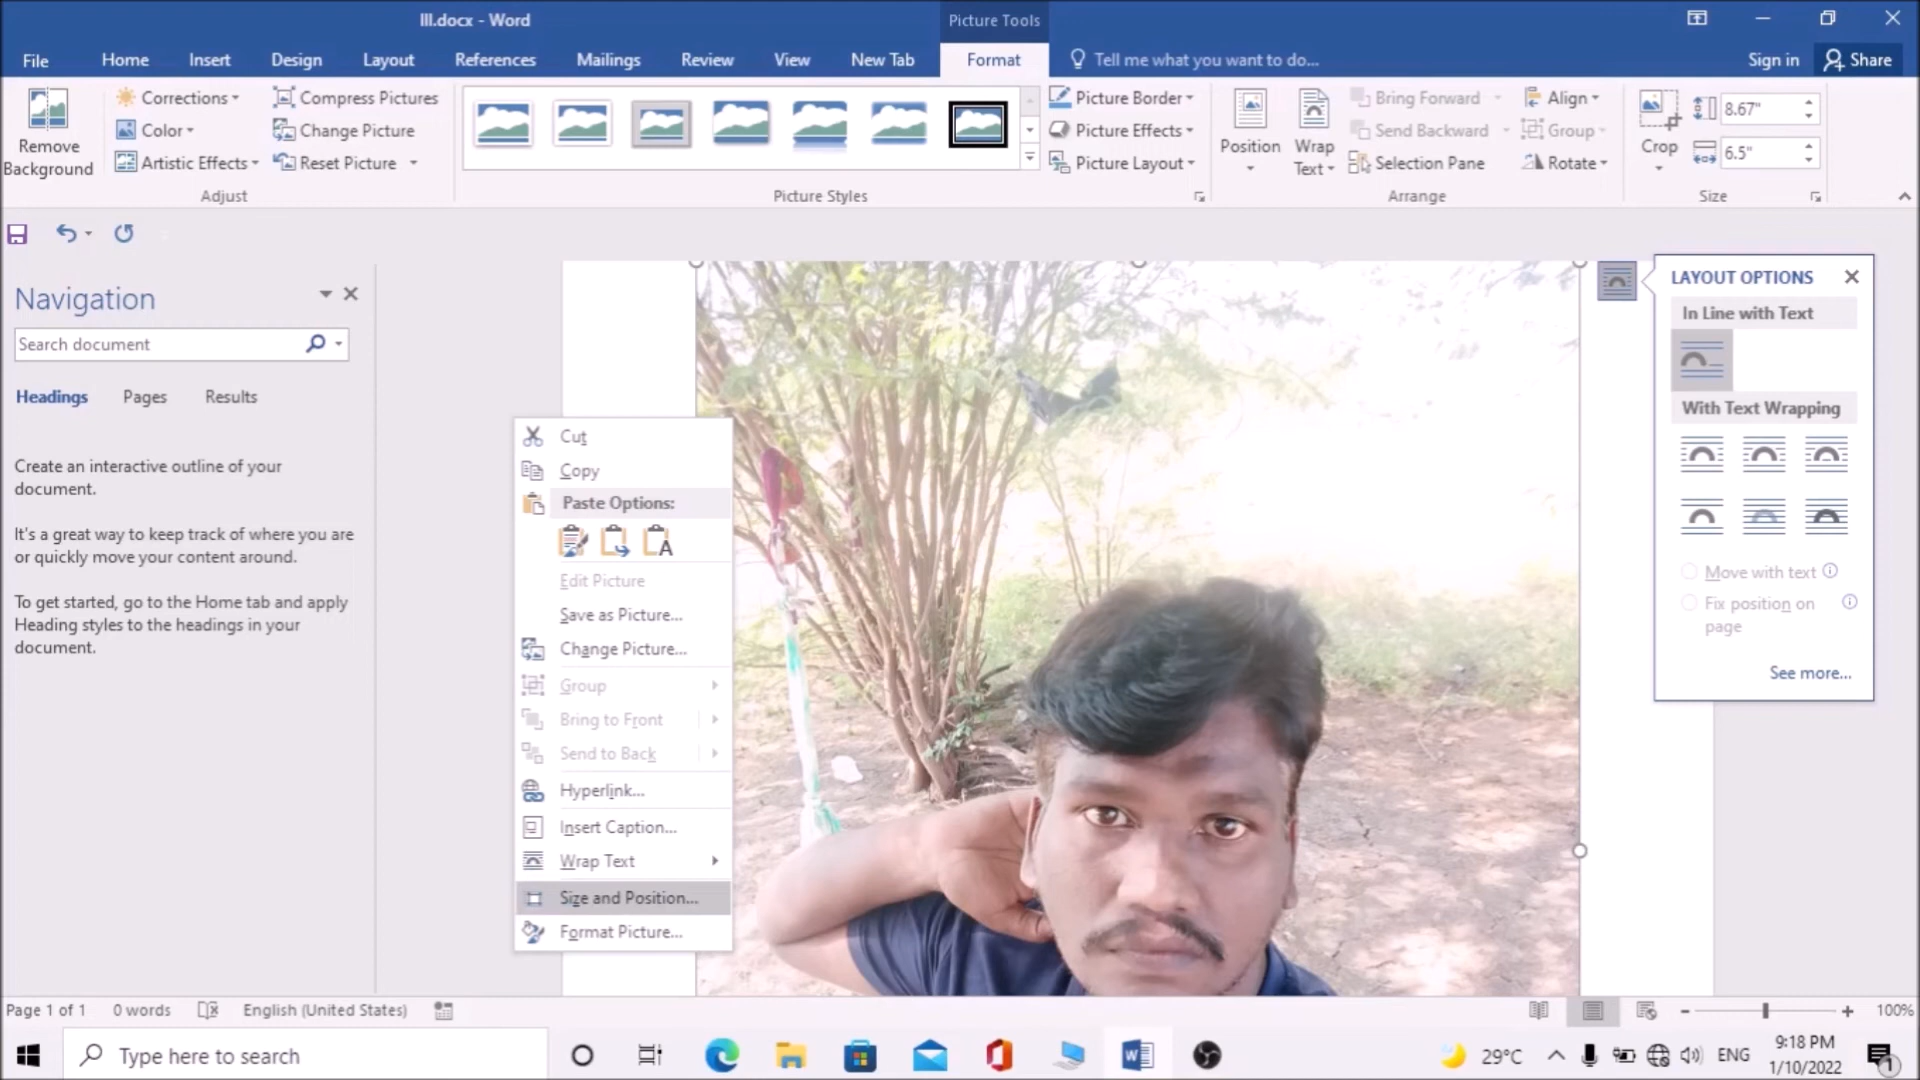 lll.docx - Word
Picture Tools
File
Home
Insert
Design
Layout
References
Mailings
Review
View
New Tab
Format
Tell me what you want to do...
Sign in
Share
Remove
Background
Corrections
Color
Artistic Effects
Compress Pictures
Change Picture
Reset Picture
Adjust
Picture Styles
Picture Border
Picture Effects
Picture Layout
Position
Wrap
Text
Bring Forward
Send Backward
Selection Pane
Align
Group
Rotate
Arrange
Crop
8.67"
6.5"
Size
Navigation
Search document
Headings
Pages
Results
Create an interactive outline of your
document.
It's a great way to keep track of where you are
or quickly move your content around.
To get started, go to the Home tab and apply
Heading styles to the headings in your
document.
Cut
Copy
Paste Options:
A
Edit Picture
Save as Picture...
Change Picture...
Group
Bring to Front
Send to Back
Hyperlink...
Insert Caption...
Wrap Text
Size and Position...
Format Picture...
LAYOUT OPTIONS
In Line with Text
With Text Wrapping
Move with text
Fix position on
page
See more...
Page 1 of 1
0 words
English (United States)
100%
Type here to search
29°C
ENG
9:18 PM
1/10/2022
1